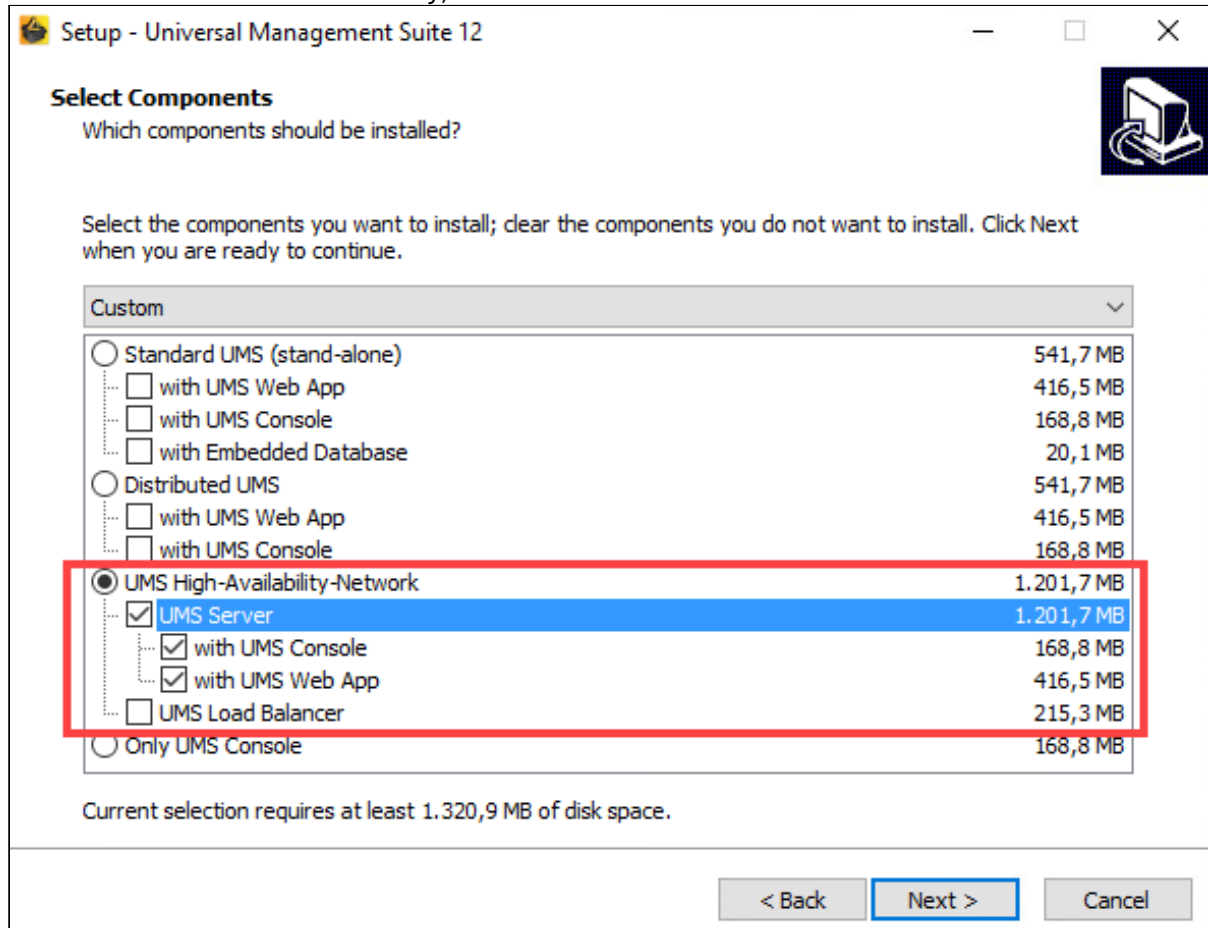 Setup - Universal Management Suite 12
Select Components
Which components should be installed?
Select the components you want to install; clear the components you do not want to install. Click Next
when you are ready to continue.
Custom
Standard UMS (stand-alone) 541,7 MB
with UMS Web App 416,5 MB
with UMS Console 168,8 MB
with Embedded Database 20,1 MB
Distributed UMS 541,7 MB
with UMS Web App 416,5 MB
with UMS Console 168,8 MB
UMS High-Availability-Network 1.201,7 MB
UMS Server 1.201,7 MB
with UMS Console 168,8 MB
with UMS Web App 416,5 MB
UMS Load Balancer 215,3 MB
Only UMS Console 168,8 MB
Current selection requires at least 1.320,9 MB of disk space.
< Back Next > Cancel